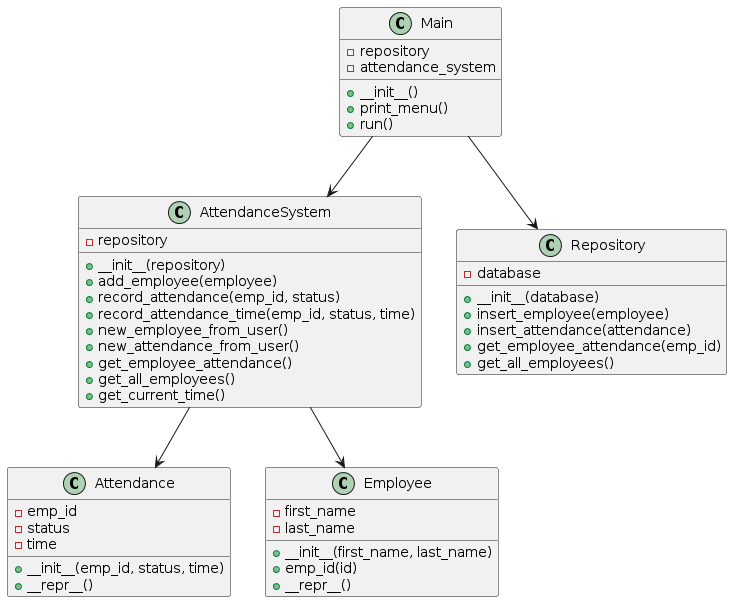 C Main
repository
attendance_system
__init__()
print_menu()
run()
C AttendanceSystem
repository
__init__(repository)
add_employee(employee)
record_attendance(emp_id, status)
record_attendance_time(emp_id, status, time)
new_employee_from_user()
new_attendance_from_user()
get_employee_attendance()
get_all_employees()
get_current_time()
C Repository
database
__init__(database)
insert_employee(employee)
insert_attendance(attendance)
get_employee_attendance(emp_id)
get_all_employees()
C Attendance
emp_id
status
time
__init__(emp_id, status, time)
__repr__()
C Employee
first_name
last_name
__init__(first_name, last_name)
emp_id(id)
__repr__()